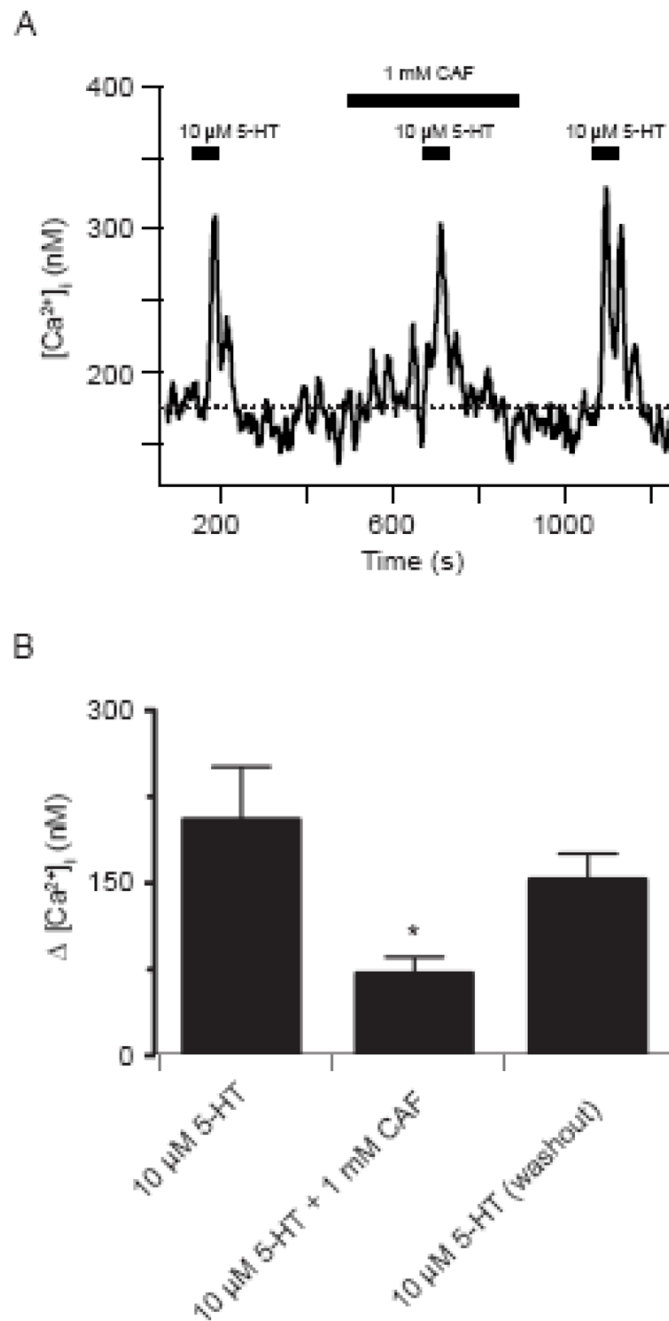 A
1 mM CAF
10 µM 5-HT 10 µM 5-HT 10 µM 5-HT
400
300
200
[Ca²⁺]ᵢ (nM)
200 600 1000
Time (s)
B
300
150
0
Δ [Ca²⁺]ᵢ (nM)
*
10 µM 5-HT
10 µM 5-HT + 1 mM CAF
10 µM 5-HT (washout)